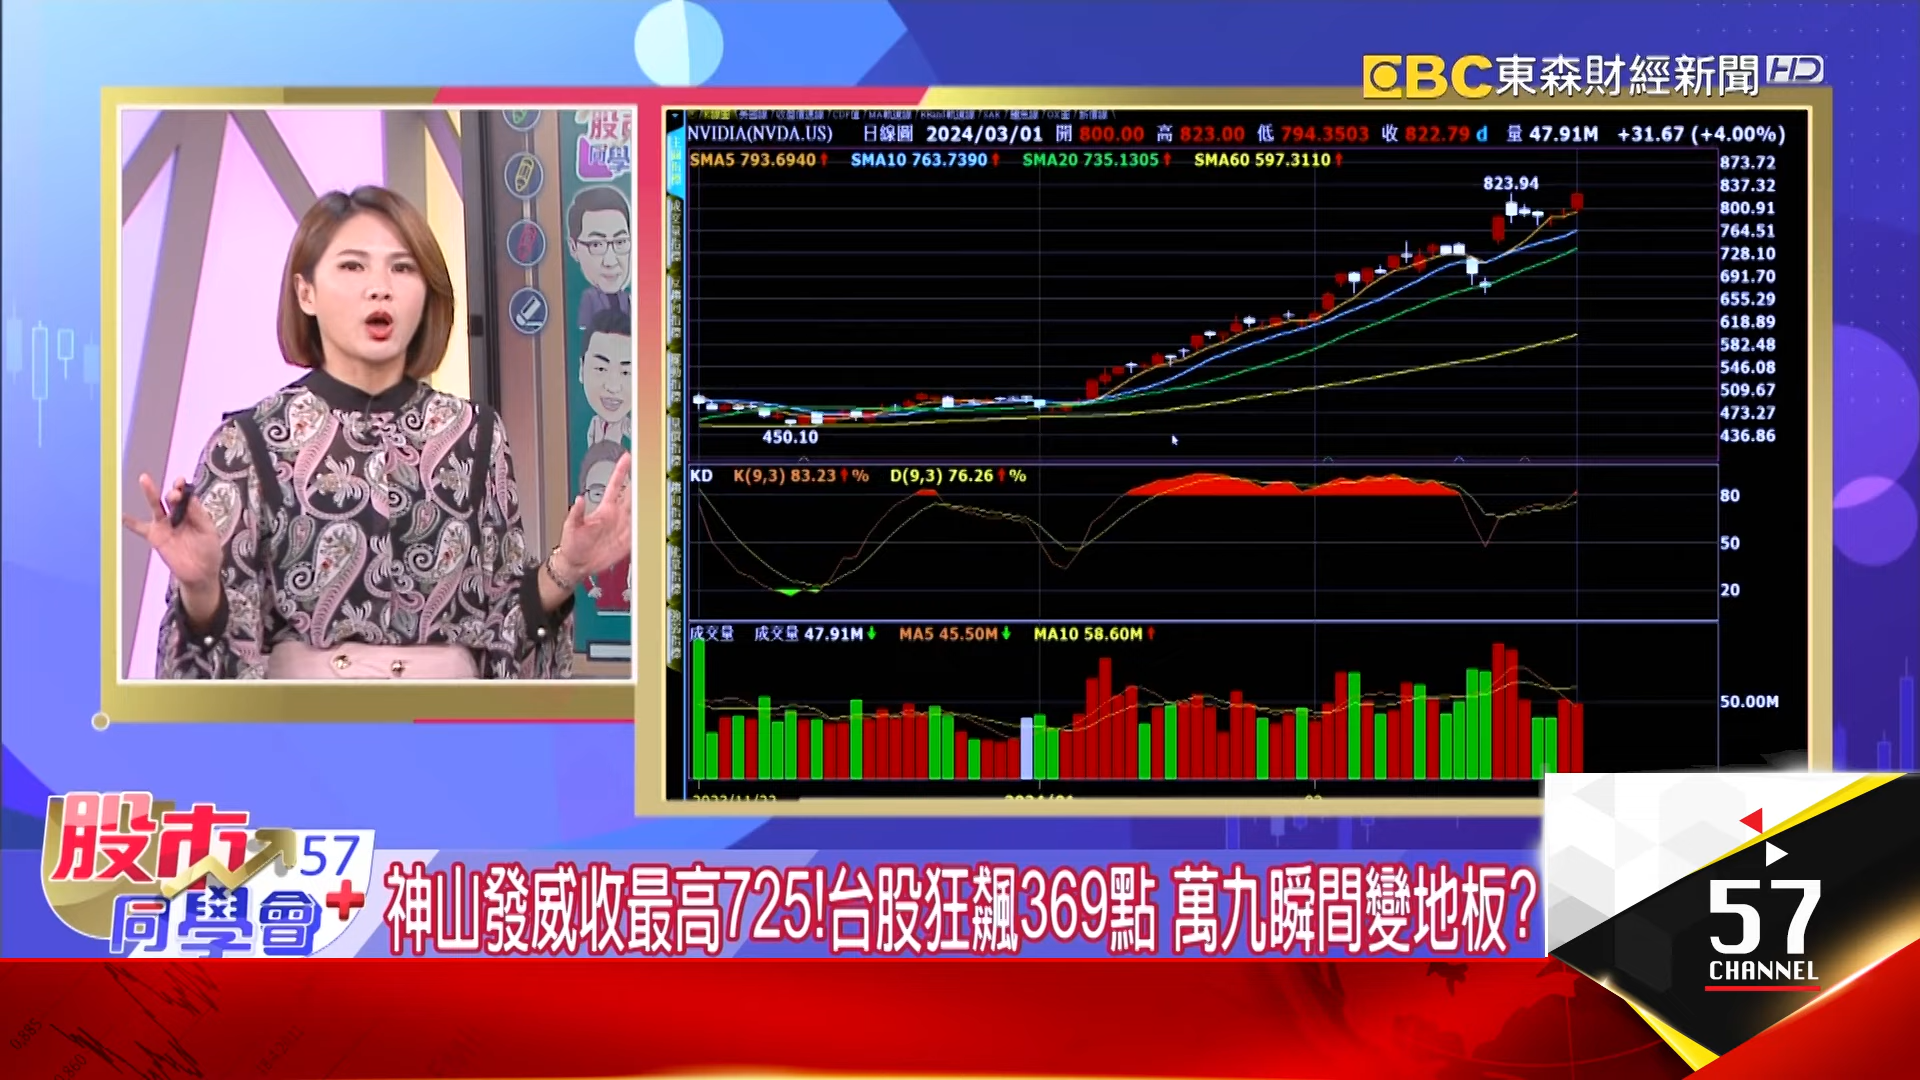 EBC東森財經新聞HD
股市
同學
NVIDIA(NVDA.US) 日線圖 2024/03/01 開 800.00 高 823.00 低 794.3503 收 822.79 d 量 47.91M +31.67 (+4.00%)
SMA5 793.6940↑ SMA10 763.7390↑ SMA20 735.1305↑ SMA60 597.3110↑
873.72
837.32
823.94
800.91
764.51
728.10
691.70
655.29
618.89
582.48
546.08
509.67
473.27
436.86
450.10
KD K(9,3) 83.23↑% D(9,3) 76.26↑%
80
50
20
成交量 成交量 47.91M↓ MA5 45.50M↓ MA10 58.60M↑
50.00M
股市57
同學會+
神山發威收最高725!台股狂飆369點 萬九瞬間變地板?
57
CHANNEL